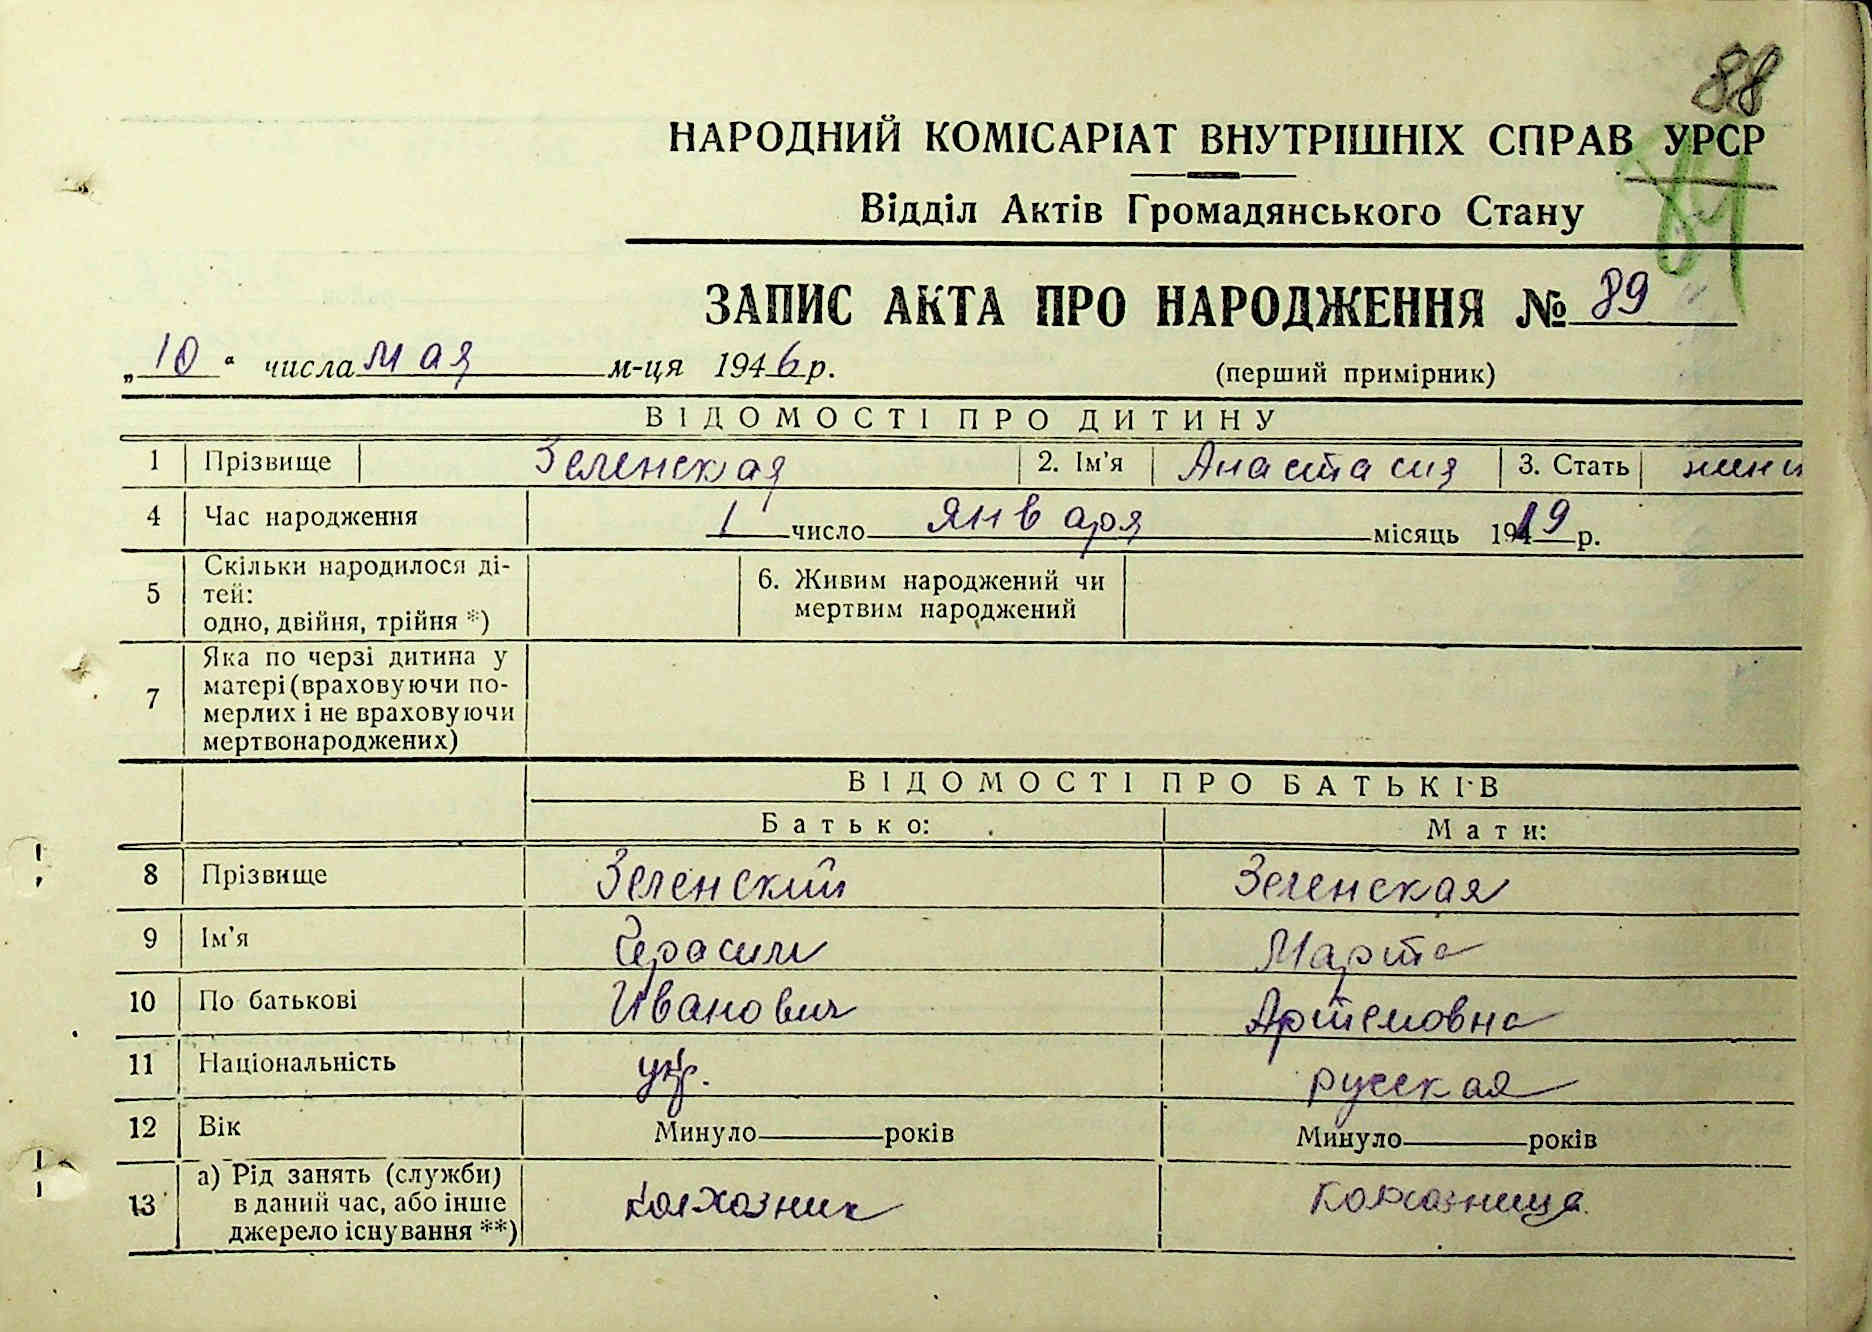 88
НАРОДНИЙ КОМІСАРІАТ ВНУТРІШНІХ СПРАВ УРСР
Відділ Актів Громадянського Стану
ЗАПИС АКТА ПРО НАРОДЖЕННЯ № 89
„10“ числа мая м-ця 1946 р. (перший примірник)
ВІДОМОСТІ ПРО ДИТИНУ
1 Прізвище Зеленская 2. Ім'я Анастасия 3. Стать
4 Час народження 1 число января місяць 1919 р.
5 Скільки народилося ді-
тей:
одно, двійня, трійня *)
6. Живим народжений чи
мертвим народжений
7 Яка по черзі дитина у
матері (враховуючи по-
мерлих і не враховуючи
мертвонароджених)
ВІДОМОСТІ ПРО БАТЬКІВ
Батько: Мати:
8 Прізвище Зеленский Зеленская
9 Ім'я Герасим Марта
10 По батькові Иванович Артемовна
11 Національність укр. русская
12 Вік Минуло років Минуло років
13 а) Рід занять (служби)
в даний час, або інше
джерело існування **)
колхозник колхозница